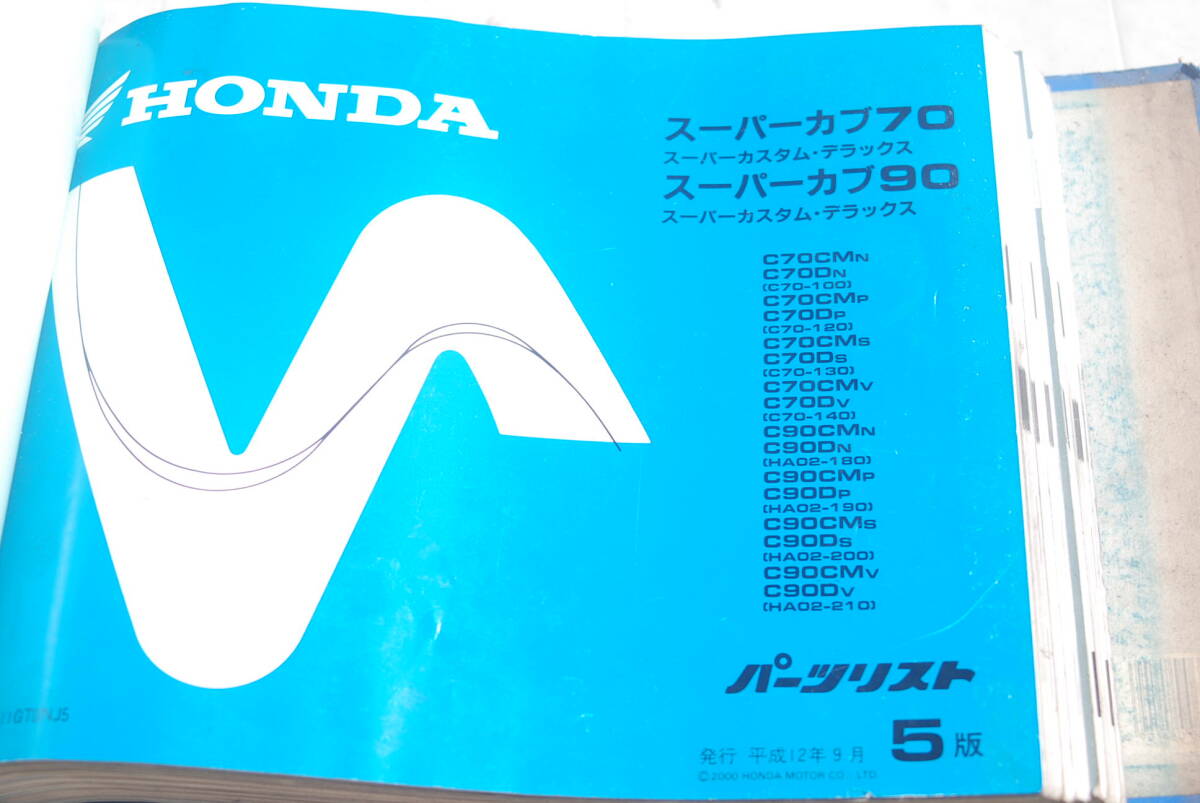 HONDA
スーパーカブ70
スーパーカスタム・デラックス
スーパーカブ90
スーパーカスタム・デラックス
C70CMN
C70DN
(C70-100)
C70CMP
C70DP
(C70-120)
C70CMS
C70DS
(C70-130)
C70CMV
C70DV
(C70-140)
C90CMN
C90DN
(HA02-180)
C90CMP
C90DP
(HA02-190)
C90CMS
C90DS
(HA02-200)
C90CMV
C90DV
(HA02-210)
パーツリスト
発行 平成12年9月 5版
©2000 HONDA MOTOR CO., LTD.